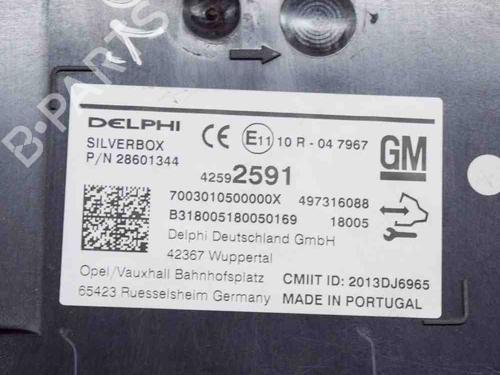 B-PARTS
DELPHI
SILVERBOX
P/N 28601344
CE E11 10 R - 04 7967
GM
42592591
7003010500000X 497316088
B318005180050169 18005
Delphi Deutschland GmbH
42367 Wuppertal
Opel/Vauxhall Bahnhofsplatz
65423 Ruesselsheim Germany
CMIIT ID: 2013DJ6965
MADE IN PORTUGAL